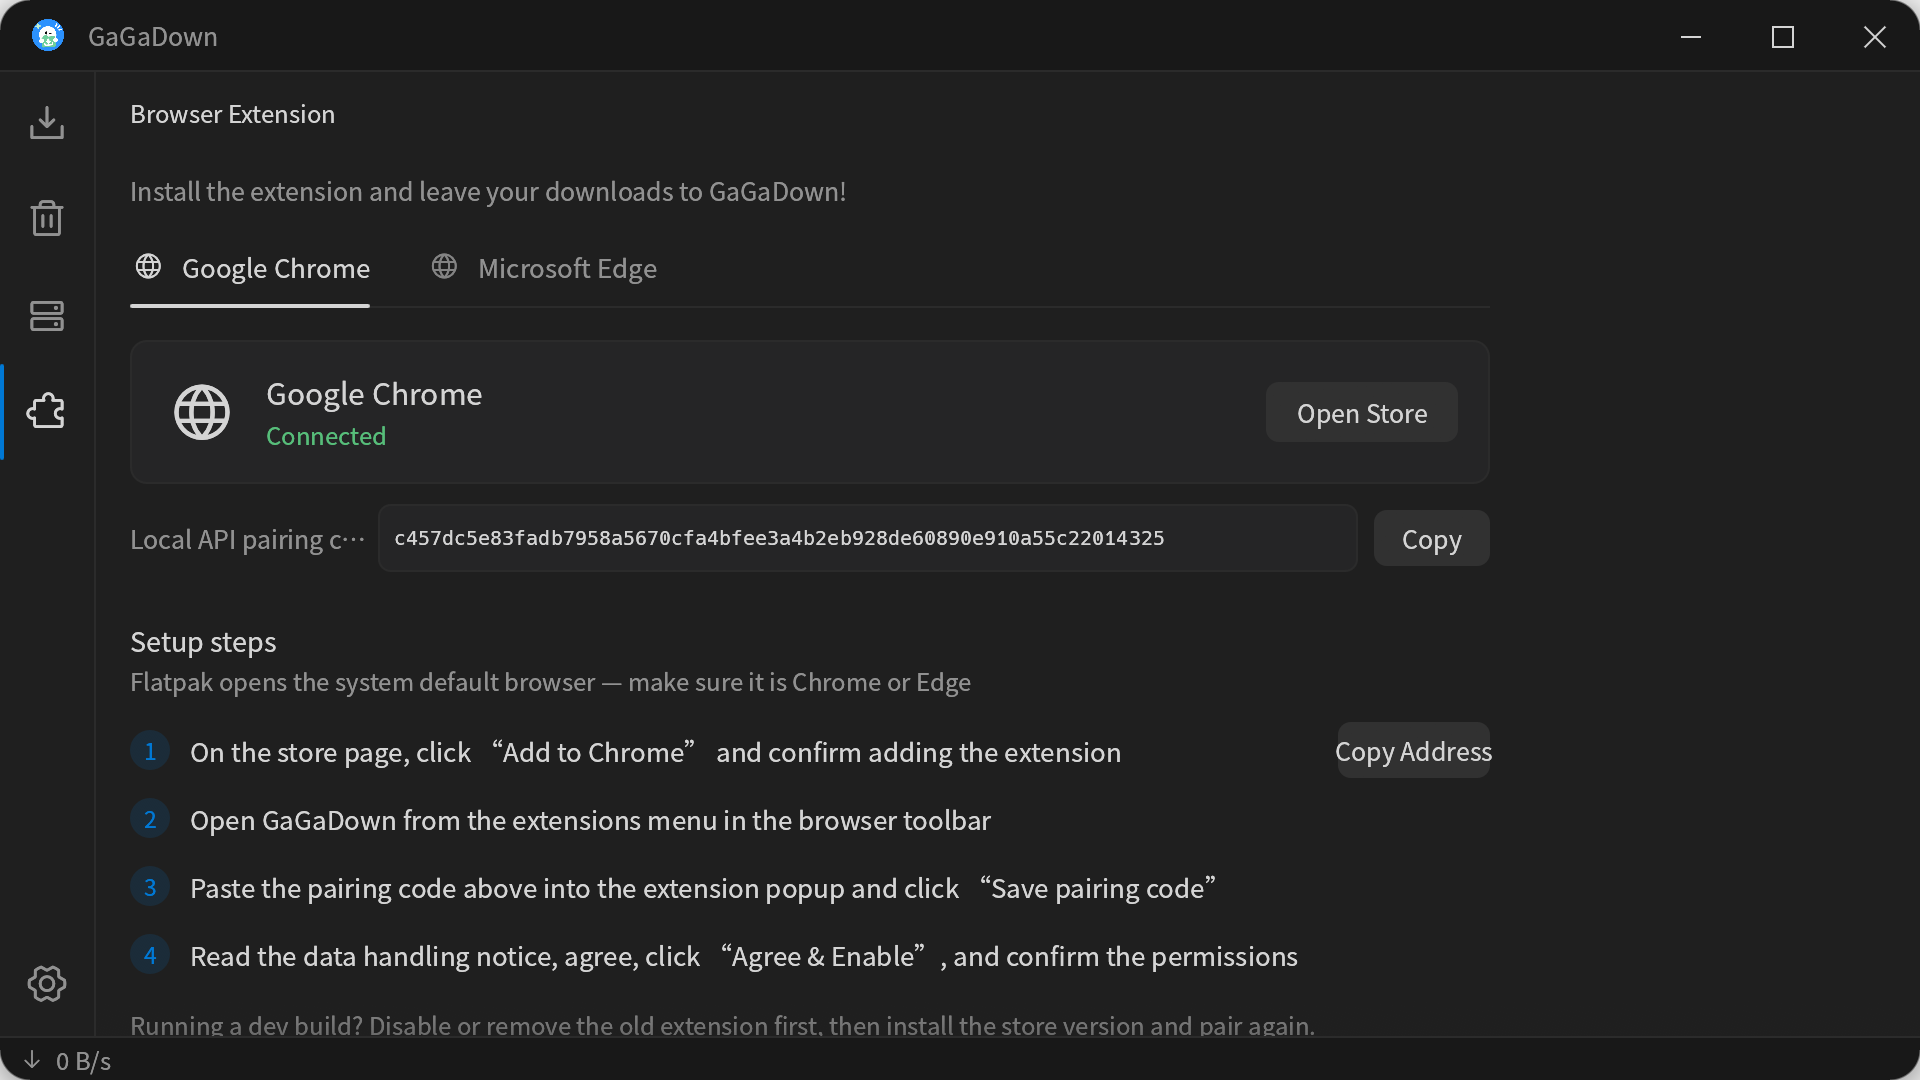 GaGaDown
Browser Extension
Install the extension and leave your downloads to GaGaDown!
Google Chrome
Microsoft Edge
Google Chrome
Connected
Open Store
Local API pairing c···
c457dc5e83fadb7958a5670cfa4bfee3a4b2eb928de60890e910a55c22014325
Copy
Setup steps
Flatpak opens the system default browser — make sure it is Chrome or Edge
1 On the store page, click “Add to Chrome” and confirm adding the extension
Copy Address
2 Open GaGaDown from the extensions menu in the browser toolbar
3 Paste the pairing code above into the extension popup and click “Save pairing code”
4 Read the data handling notice, agree, click “Agree & Enable”, and confirm the permissions
Running a dev build? Disable or remove the old extension first, then install the store version and pair again.
0 B/s